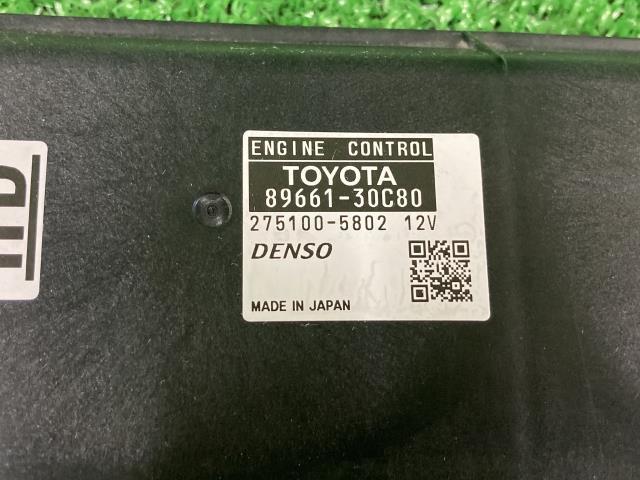 ENGINE CONTROL
TOYOTA
89661-30C80
275100-5802 12V
DENSO
MADE IN JAPAN